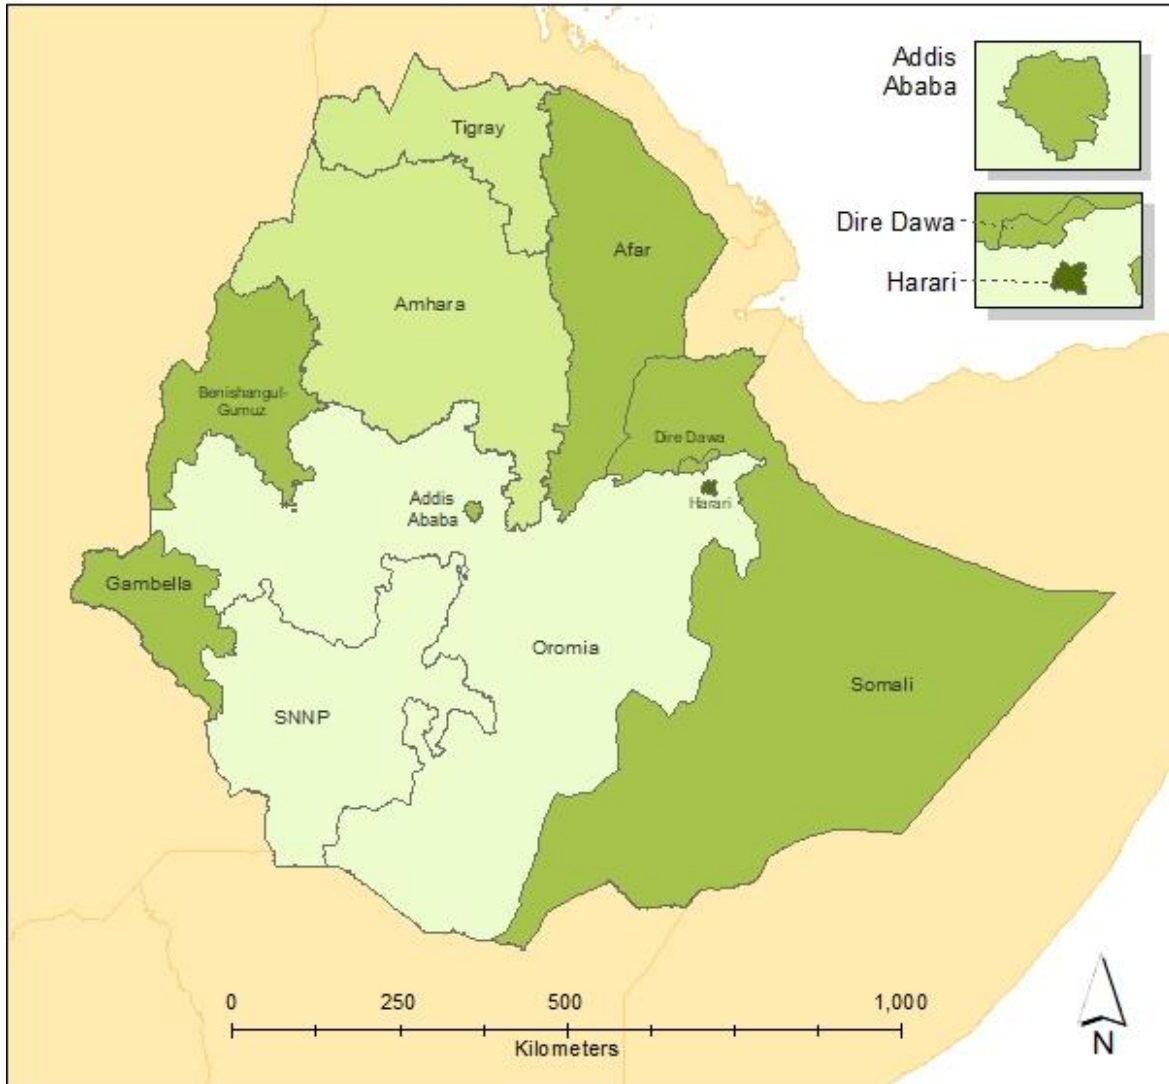 Addis
Ababa
Dire Dawa
Harari
Tigray
Afar
Amhara
Benishangul-
Gumuz
Dire Dawa
Harari
Addis
Ababa
Gambella
Oromia
Somali
SNNP
0 250 500 1,000
Kilometers
N